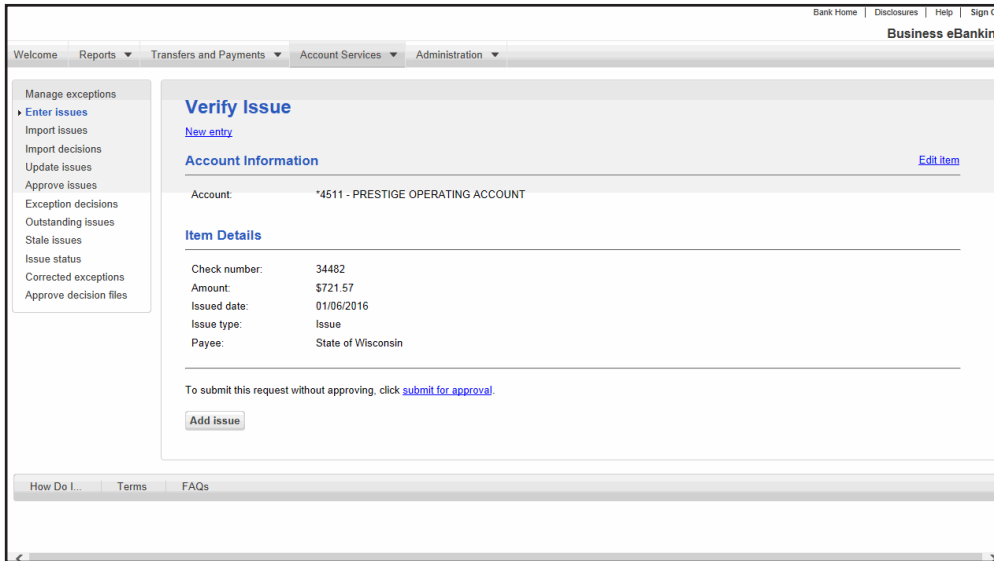 Bank Home | Disclosures | Help | Sign
Business eBankin
Welcome Reports Transfers and Payments Account Services Administration
Manage exceptions
Enter issues
Import issues
Import decisions
Update issues
Approve issues
Exception decisions
Outstanding issues
Stale issues
Issue status
Corrected exceptions
Approve decision files
Verify Issue
New entry
Account Information Edit item
Account: *4511 - PRESTIGE OPERATING ACCOUNT
Item Details
Check number: 34482
Amount: $721.57
Issued date: 01/06/2016
Issue type: Issue
Payee: State of Wisconsin
To submit this request without approving, click submit for approval.
Add issue
How Do I... Terms FAQs